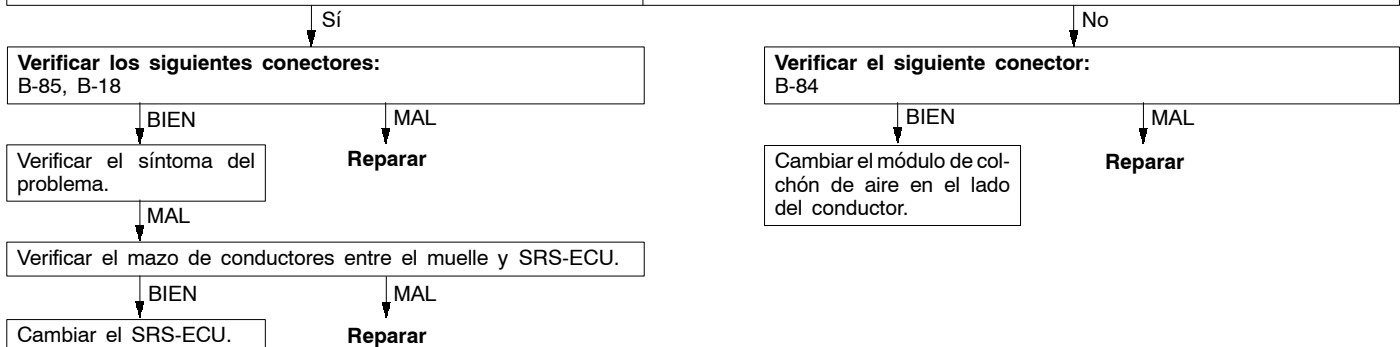 Sí
No
Verificar los siguientes conectores:
B-85, B-18
Verificar el siguiente conector:
B-84
BIEN
MAL
BIEN
MAL
Verificar el síntoma del
problema.
Reparar
Cambiar el módulo de col-
chón de aire en el lado
del conductor.
Reparar
MAL
Verificar el mazo de conductores entre el muelle y SRS-ECU.
BIEN
MAL
Cambiar el SRS-ECU.
Reparar